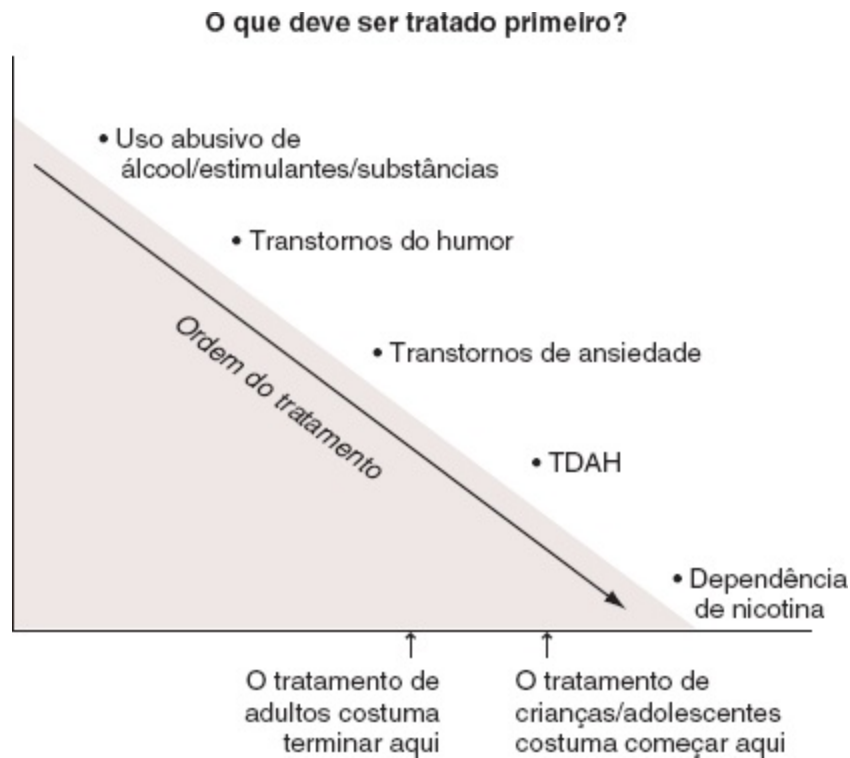 O que deve ser tratado primeiro?
• Uso abusivo de
álcool/estimulantes/substâncias
• Transtornos do humor
• Transtornos de ansiedade
Ordem do tratamento
• TDAH
• Dependência
de nicotina
O tratamento de
adultos costuma
terminar aqui
O tratamento de
crianças/adolescentes
costuma começar aqui